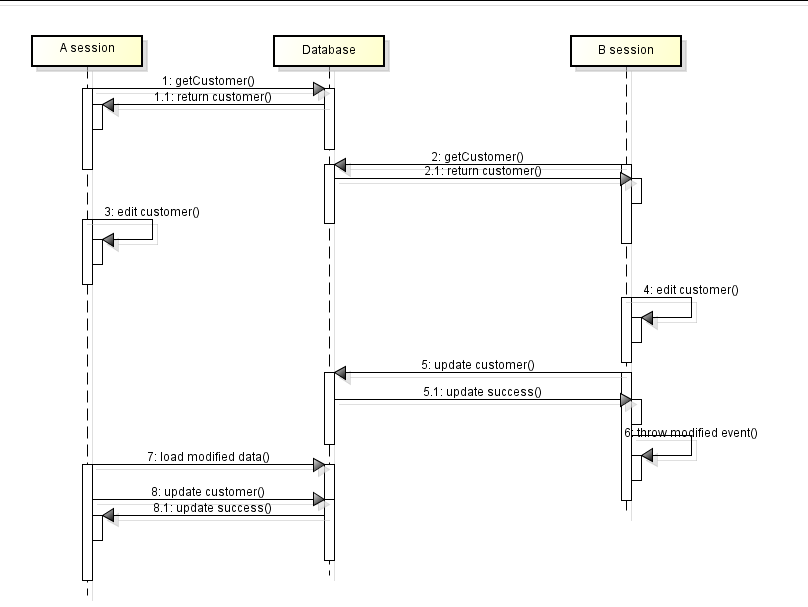 A session
Database
B session
1: getCustomer()
1.1: return customer()
2: getCustomer()
2.1: return customer()
3: edit customer()
4: edit customer()
5: update customer()
5.1: update success()
6: throw modified event()
7: load modified data()
8: update customer()
8.1: update success()